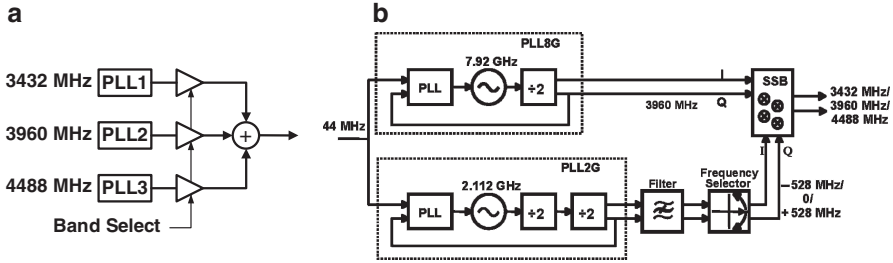 a
3432 MHz PLL1
3960 MHz PLL2
4488 MHz PLL3
+
Band Select
b
PLL8G
7.92 GHz
PLL
÷2
I
3960 MHz Q
SSB
3432 MHz/
3960 MHz/
4488 MHz
44 MHz
PLL2G
2.112 GHz
PLL
÷2
÷2
Filter
Frequency
Selector
I Q
−528 MHz/
0/
+528 MHz